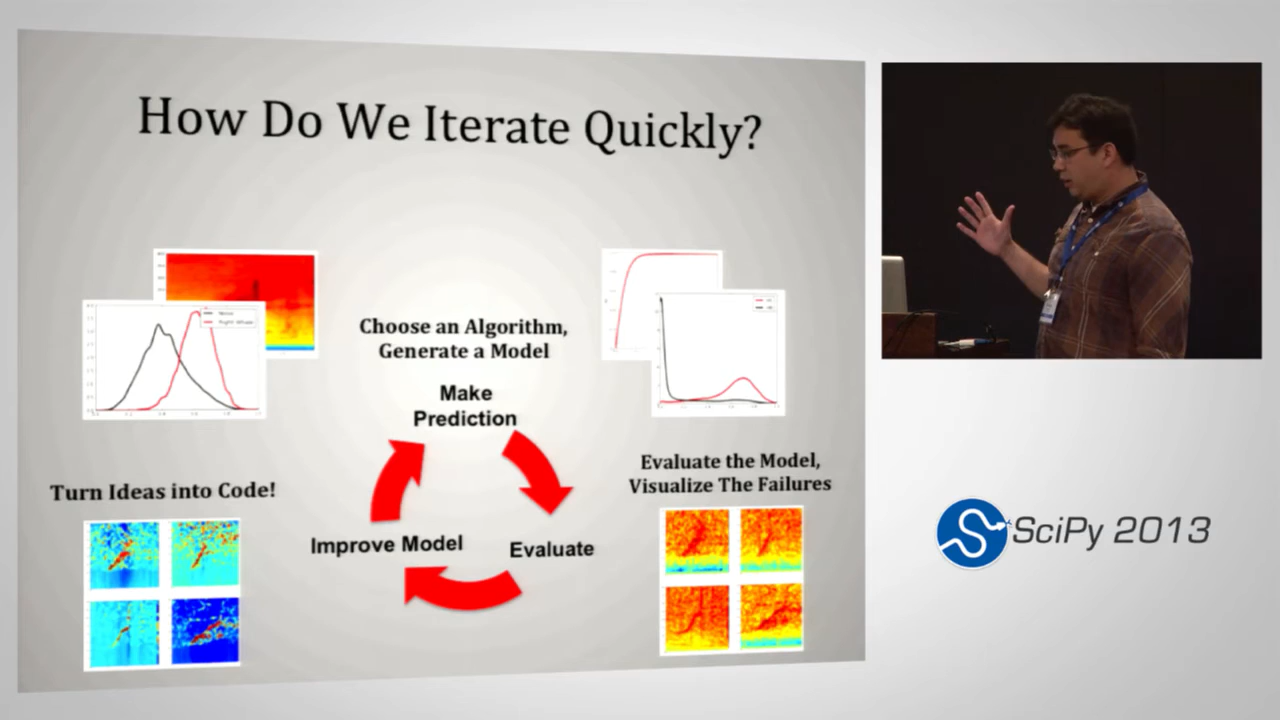 How Do We Iterate Quickly?
Choose an Algorithm,
Generate a Model
Make
Prediction
Turn Ideas into Code!
Evaluate the Model,
Visualize The Failures
Improve Model
Evaluate
SciPy 2013